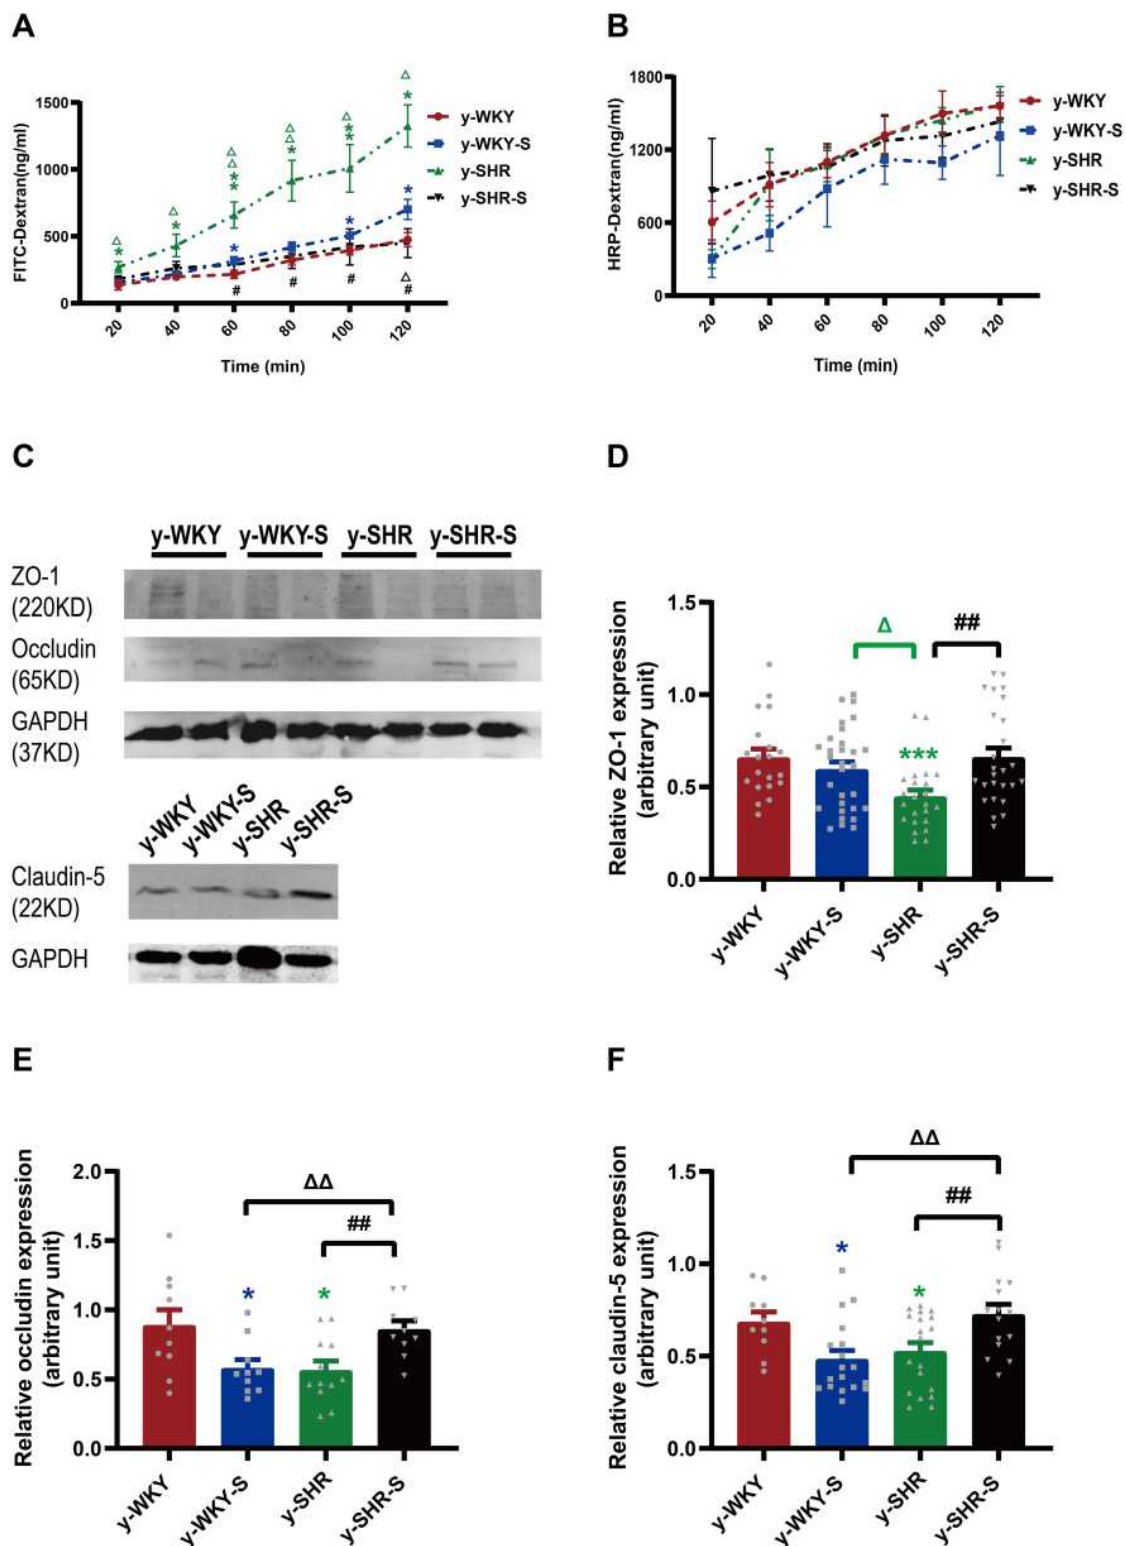 A
FITC-Dextran(ng/ml)
1500
1000
500
0
20
40
60
80
100
120
Time (min)
Δ
*
Δ
*
Δ
Δ
*
*
Δ
Δ
*
Δ
*
*
Δ
*
*
*
*
#
#
#
Δ
#
y-WKY
y-WKY-S
y-SHR
y-SHR-S
B
HRP-Dextran(ng/ml)
1800
1200
600
0
20
40
60
80
100
120
Time (min)
y-WKY
y-WKY-S
y-SHR
y-SHR-S
C
y-WKY y-WKY-S y-SHR y-SHR-S
ZO-1
(220KD)
Occludin
(65KD)
GAPDH
(37KD)
y-WKY
y-WKY-S
y-SHR
y-SHR-S
Claudin-5
(22KD)
GAPDH
D
Relative ZO-1 expression
(arbitrary unit)
1.5
1.0
0.5
0.0
Δ
##
***
y-WKY
y-WKY-S
y-SHR
y-SHR-S
E
Relative occludin expression
(arbitrary unit)
2.0
1.5
1.0
0.5
0.0
ΔΔ
##
*
*
y-WKY
y-WKY-S
y-SHR
y-SHR-S
F
Relative claudin-5 expression
(arbitrary unit)
1.5
1.0
0.5
0.0
ΔΔ
##
*
*
y-WKY
y-WKY-S
y-SHR
y-SHR-S